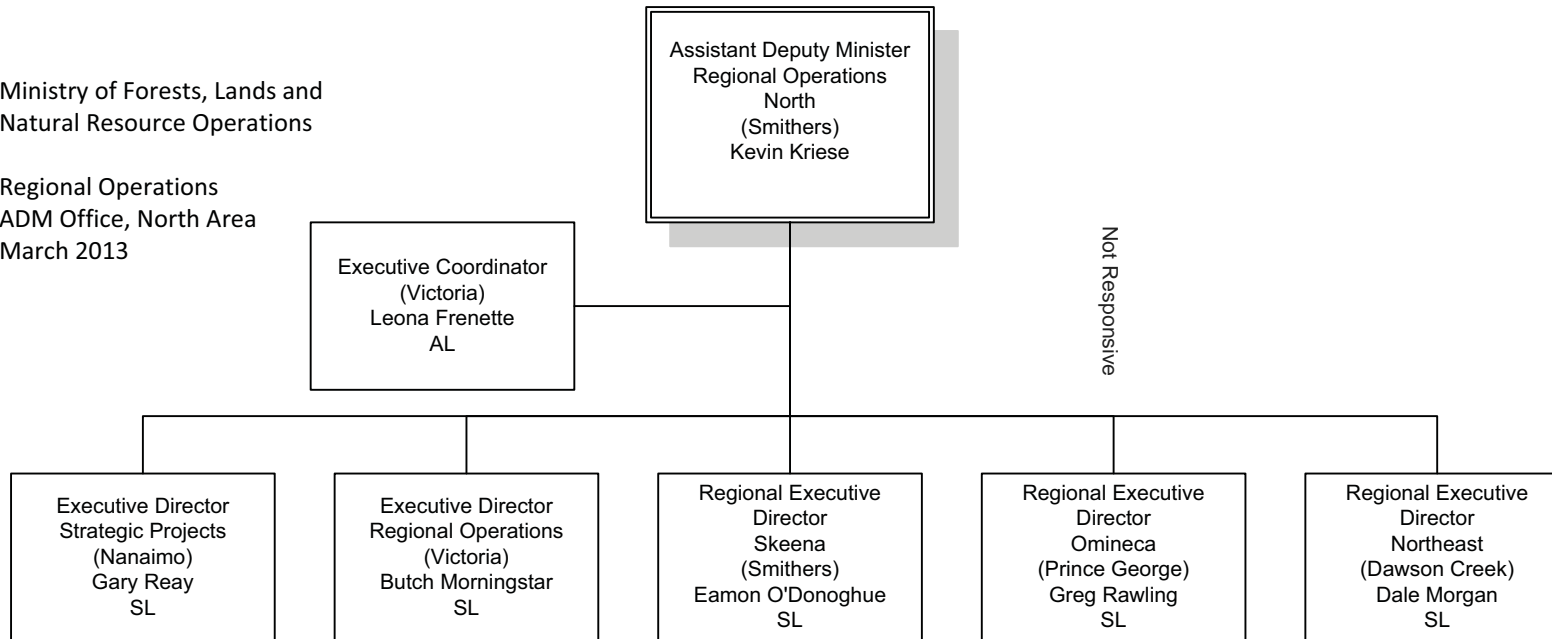 Ministry of Forests, Lands and
Natural Resource Operations
Regional Operations
ADM Office, North Area
March 2013
Assistant Deputy Minister
Regional Operations
North
(Smithers)
Kevin Kriese
Executive Coordinator
(Victoria)
Leona Frenette
AL
Not Responsive
Executive Director
Strategic Projects
(Nanaimo)
Gary Reay
SL
Executive Director
Regional Operations
(Victoria)
Butch Morningstar
SL
Regional Executive
Director
Skeena
(Smithers)
Eamon O'Donoghue
SL
Regional Executive
Director
Omineca
(Prince George)
Greg Rawling
SL
Regional Executive
Director
Northeast
(Dawson Creek)
Dale Morgan
SL